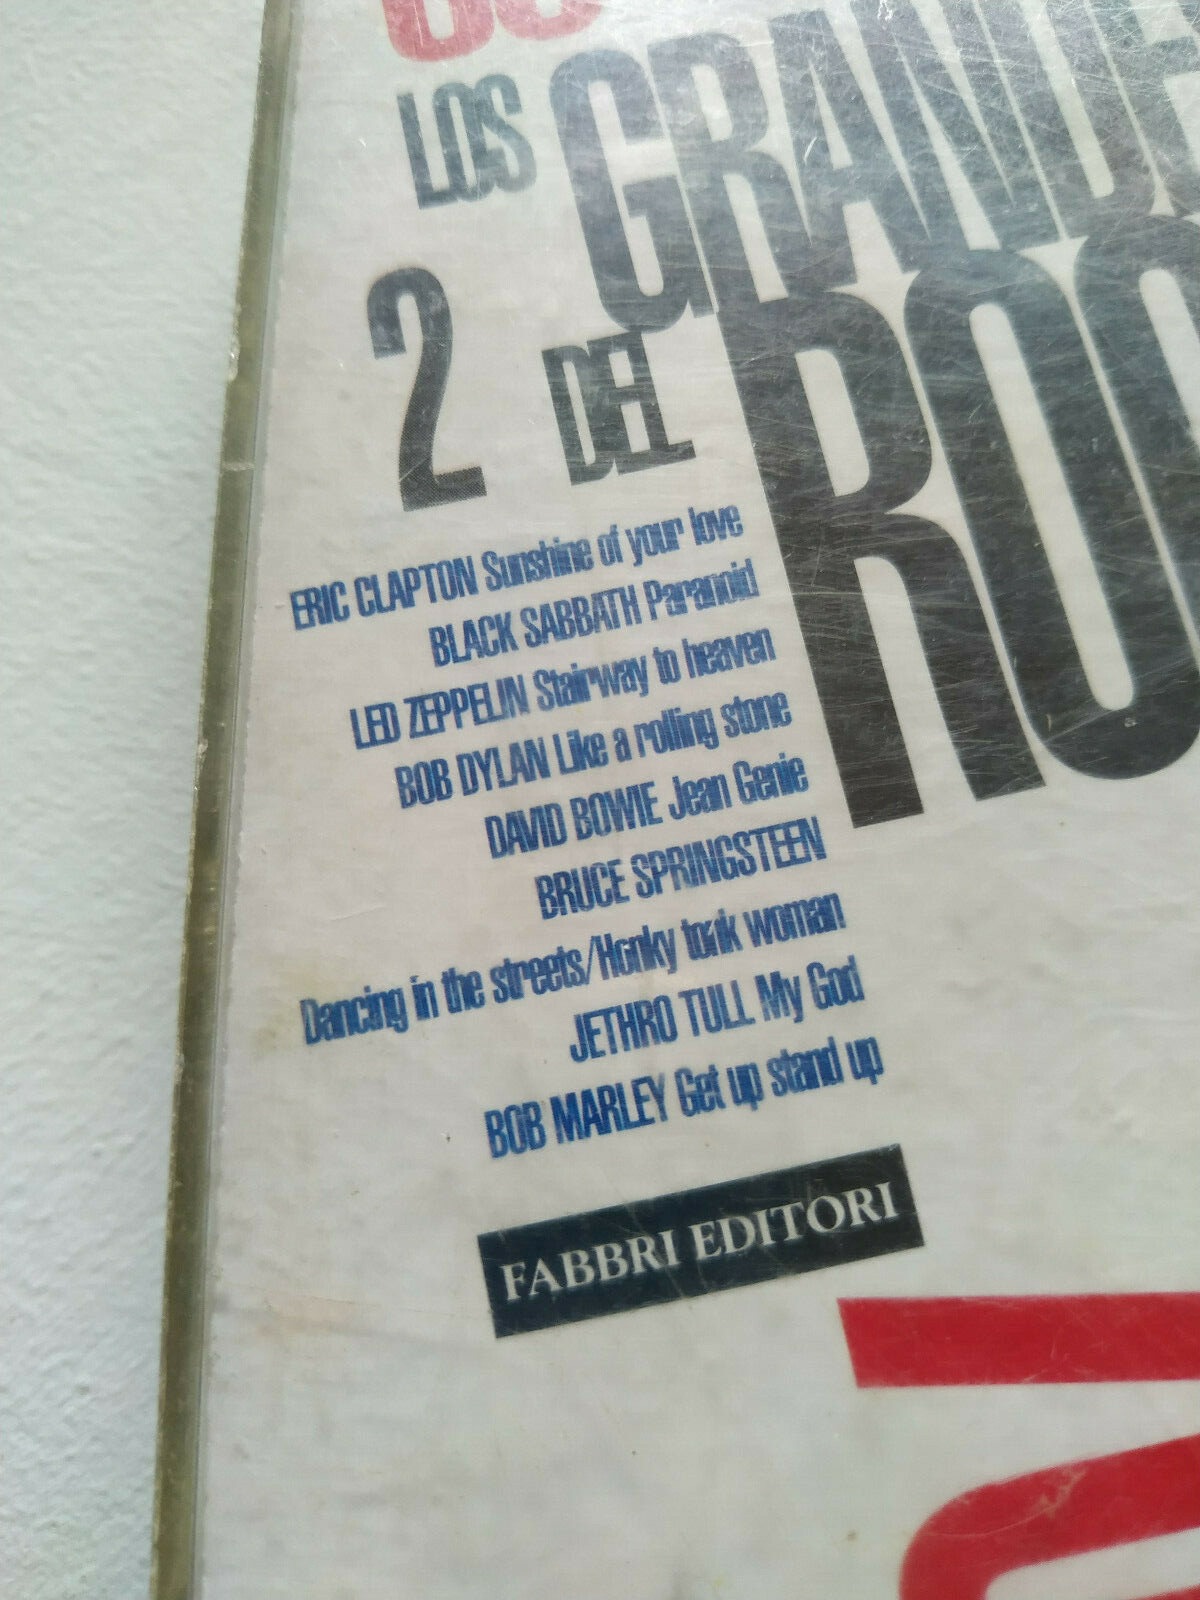 LOS GRANDE
2 DEL
ERIC CLAPTON Sunshine of your love
BLACK SABBATH Paranoid
LED ZEPPELIN Stairway to heaven
BOB DYLAN Like a rolling stone
DAVID BOWIE Jean Genie
BRUCE SPRINGSTEEN
Dancing in the streets/Honky tonk woman
JETHRO TULL My God
BOB MARLEY Get up stand up
FABBRI EDITORI